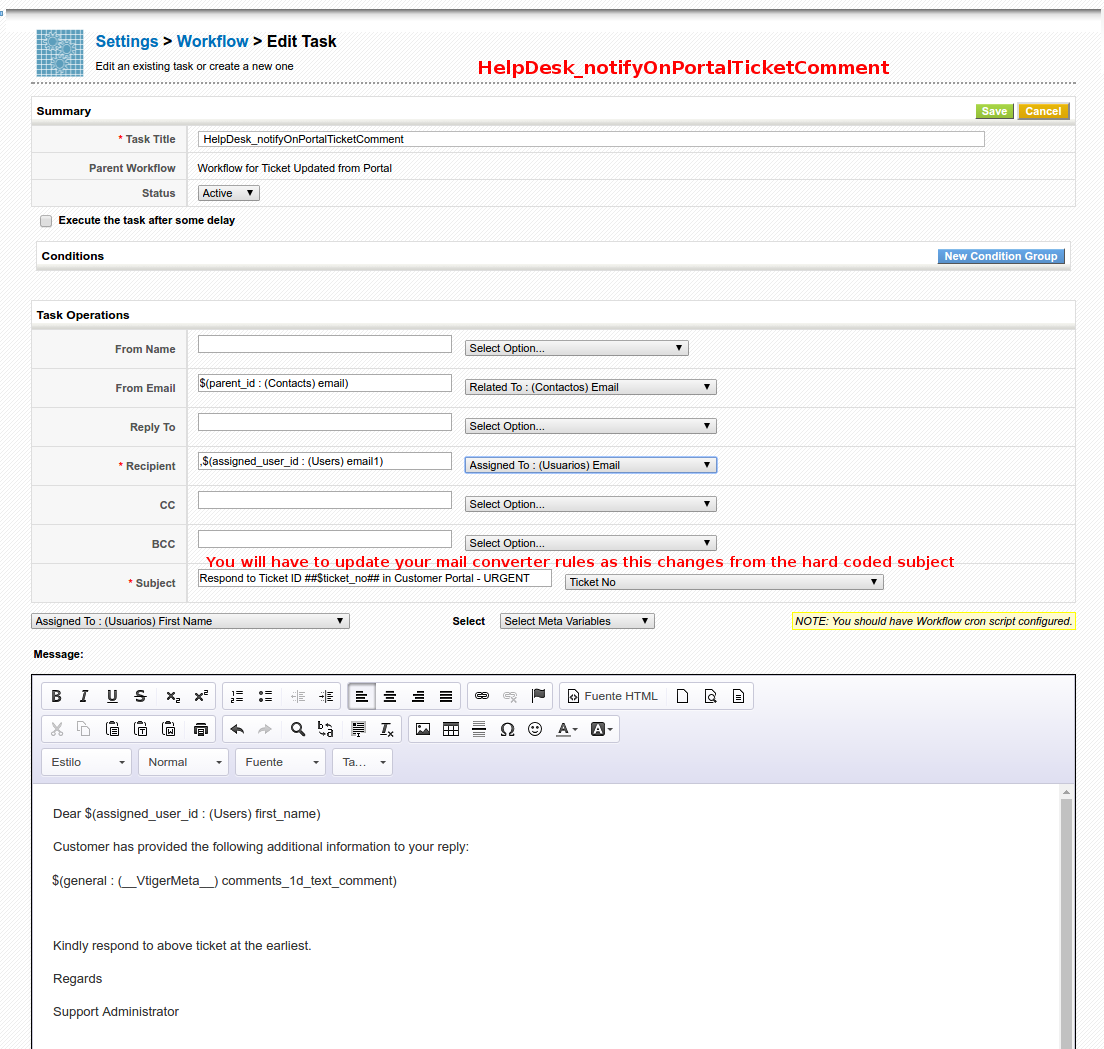 Settings > Workflow > Edit Task
Edit an existing task or create a new one
HelpDesk_notifyOnPortalTicketComment
Summary
Save Cancel
* Task Title HelpDesk_notifyOnPortalTicketComment
Parent Workflow Workflow for Ticket Updated from Portal
Status Active
Execute the task after some delay
Conditions New Condition Group
Task Operations
From Name Select Option...
From Email $(parent_id : (Contacts) email) Related To : (Contactos) Email
Reply To Select Option...
* Recipient ,$(assigned_user_id : (Users) email1) Assigned To : (Usuarios) Email
CC Select Option...
BCC Select Option...
You will have to update your mail converter rules as this changes from the hard coded subject
* Subject Respond to Ticket ID ##$ticket_no## in Customer Portal - URGENT Ticket No
Assigned To : (Usuarios) First Name Select Select Meta Variables NOTE: You should have Workflow cron script configured.
Message:
Fuente HTML
Estilo Normal Fuente Ta...
Dear $(assigned_user_id : (Users) first_name)
Customer has provided the following additional information to your reply:
$(general : (__VtigerMeta__) comments_1d_text_comment)
Kindly respond to above ticket at the earliest.
Regards
Support Administrator